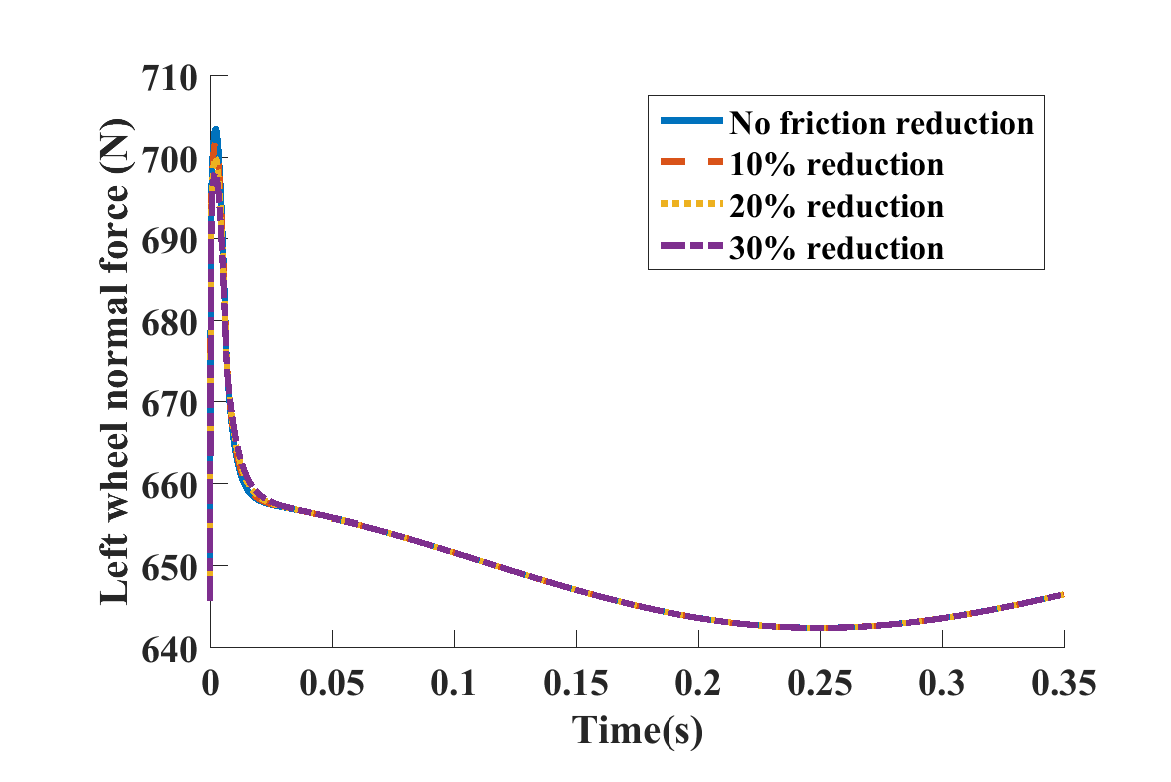 710
700
690
680
670
660
650
640
Left wheel normal force (N)
No friction reduction
10% reduction
20% reduction
30% reduction
0 0.05 0.1 0.15 0.2 0.25 0.3 0.35
Time(s)